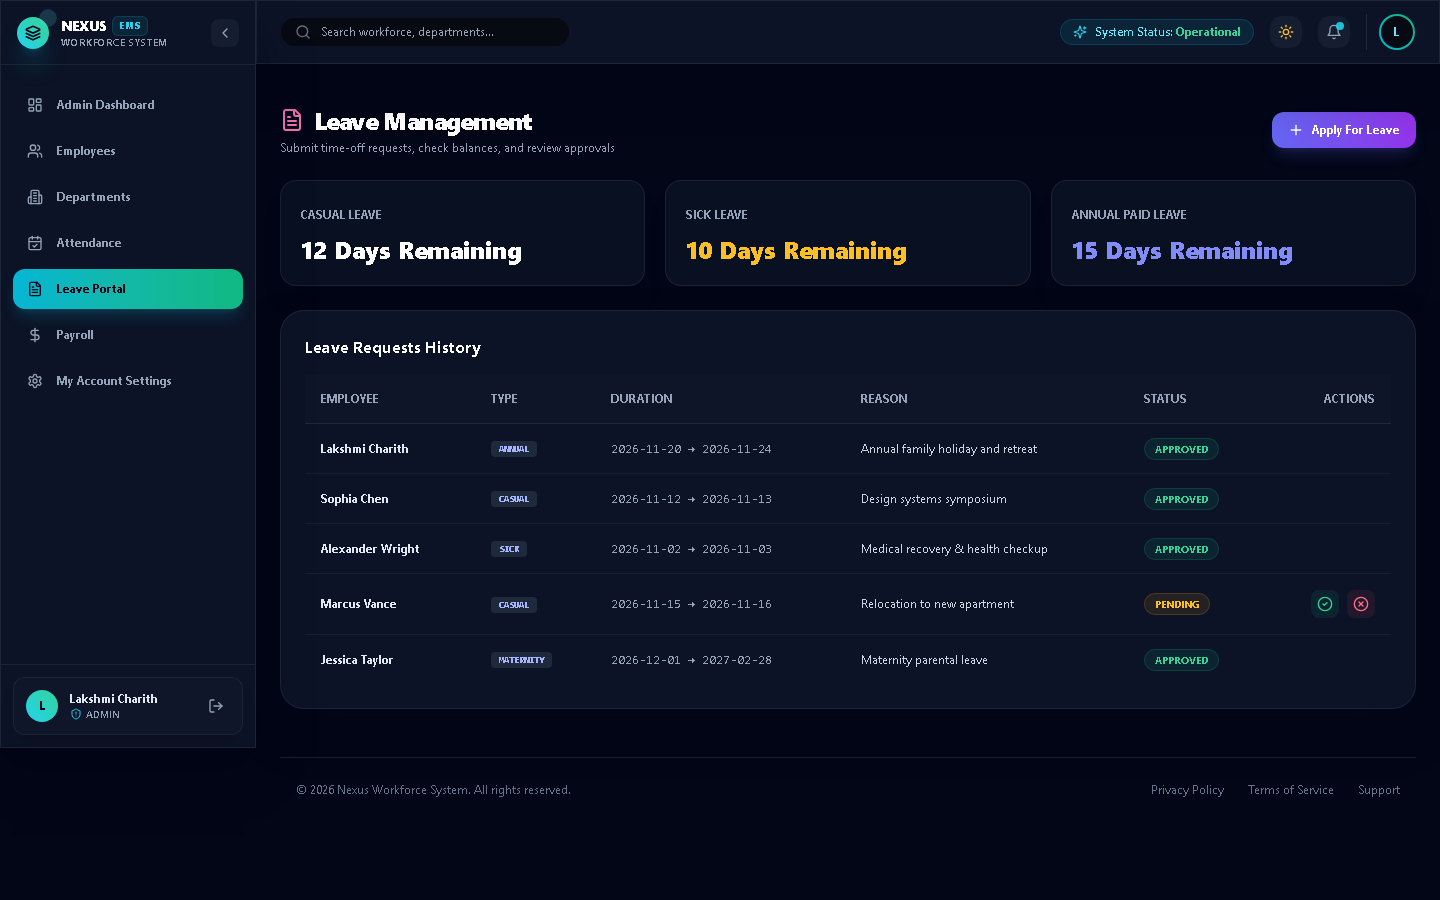 NEXUS EMS
WORKFORCE SYSTEM
Search workforce, departments...
System Status: Operational
L
Admin Dashboard
Employees
Departments
Attendance
Leave Portal
Payroll
My Account Settings
Leave Management
Submit time-off requests, check balances, and review approvals
Apply For Leave
CASUAL LEAVE
12 Days Remaining
SICK LEAVE
10 Days Remaining
ANNUAL PAID LEAVE
15 Days Remaining
Leave Requests History
EMPLOYEE TYPE DURATION REASON STATUS ACTIONS
Lakshmi Charith ANNUAL 2026-11-20 → 2026-11-24 Annual family holiday and retreat APPROVED
Sophia Chen CASUAL 2026-11-12 → 2026-11-13 Design systems symposium APPROVED
Alexander Wright SICK 2026-11-02 → 2026-11-03 Medical recovery & health checkup APPROVED
Marcus Vance CASUAL 2026-11-15 → 2026-11-16 Relocation to new apartment PENDING
Jessica Taylor MATERNITY 2026-12-01 → 2027-02-28 Maternity parental leave APPROVED
L
Lakshmi Charith
ADMIN
© 2026 Nexus Workforce System. All rights reserved.
Privacy Policy Terms of Service Support